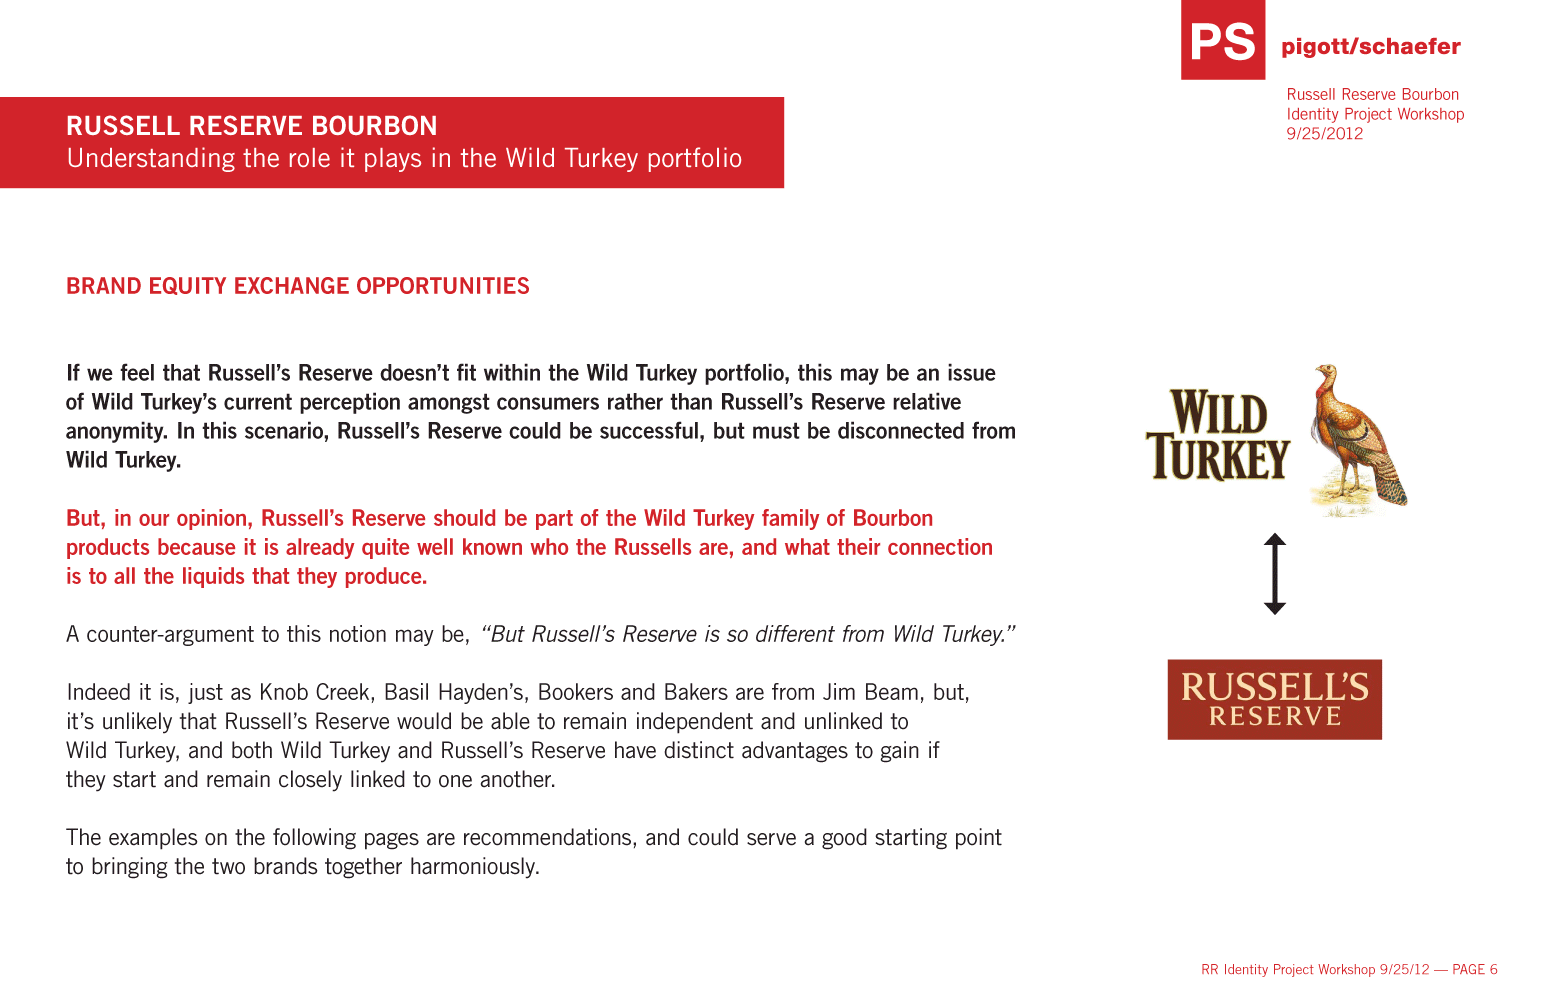 PS
pigott/schaefer
Russell Reserve Bourbon
Identity Project Workshop
9/25/2012
RUSSELL RESERVE BOURBON
Understanding the role it plays in the Wild Turkey portfolio
BRAND EQUITY EXCHANGE OPPORTUNITIES
If we feel that Russell’s Reserve doesn’t fit within the Wild Turkey portfolio, this may be an issue
of Wild Turkey’s current perception amongst consumers rather than Russell’s Reserve relative
anonymity. In this scenario, Russell’s Reserve could be successful, but must be disconnected from
Wild Turkey.
But, in our opinion, Russell’s Reserve should be part of the Wild Turkey family of Bourbon
products because it is already quite well known who the Russells are, and what their connection
is to all the liquids that they produce.
A counter-argument to this notion may be, “But Russell’s Reserve is so different from Wild Turkey.”
Indeed it is, just as Knob Creek, Basil Hayden’s, Bookers and Bakers are from Jim Beam, but,
it’s unlikely that Russell’s Reserve would be able to remain independent and unlinked to
Wild Turkey, and both Wild Turkey and Russell’s Reserve have distinct advantages to gain if
they start and remain closely linked to one another.
The examples on the following pages are recommendations, and could serve a good starting point
to bringing the two brands together harmoniously.
WILD
TURKEY
RUSSELL’S
RESERVE
RR Identity Project Workshop 9/25/12 — PAGE 6